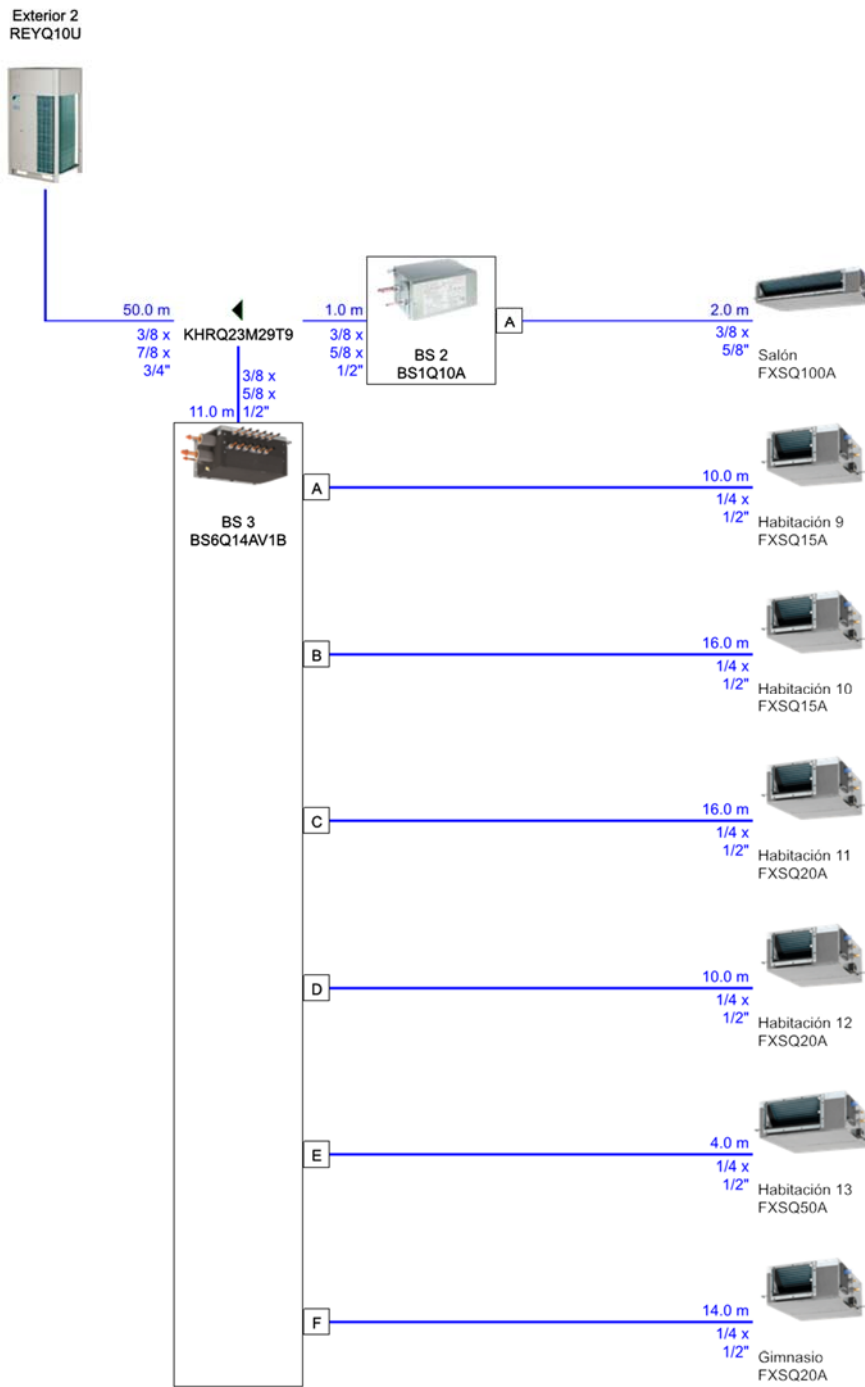 Exterior 2
REYQ10U
50.0 m
3/8 x
7/8 x
3/4"
KHRQ23M29T9
1.0 m
3/8 x
5/8 x
1/2"
BS 2
BS1Q10A
A
2.0 m
3/8 x
5/8"
Salón
FXSQ100A
3/8 x
5/8 x
11.0 m 1/2"
BS 3
BS6Q14AV1B
A
10.0 m
1/4 x
1/2"
Habitación 9
FXSQ15A
B
16.0 m
1/4 x
1/2"
Habitación 10
FXSQ15A
C
16.0 m
1/4 x
1/2"
Habitación 11
FXSQ20A
D
10.0 m
1/4 x
1/2"
Habitación 12
FXSQ20A
E
4.0 m
1/4 x
1/2"
Habitación 13
FXSQ50A
F
14.0 m
1/4 x
1/2"
Gimnasio
FXSQ20A